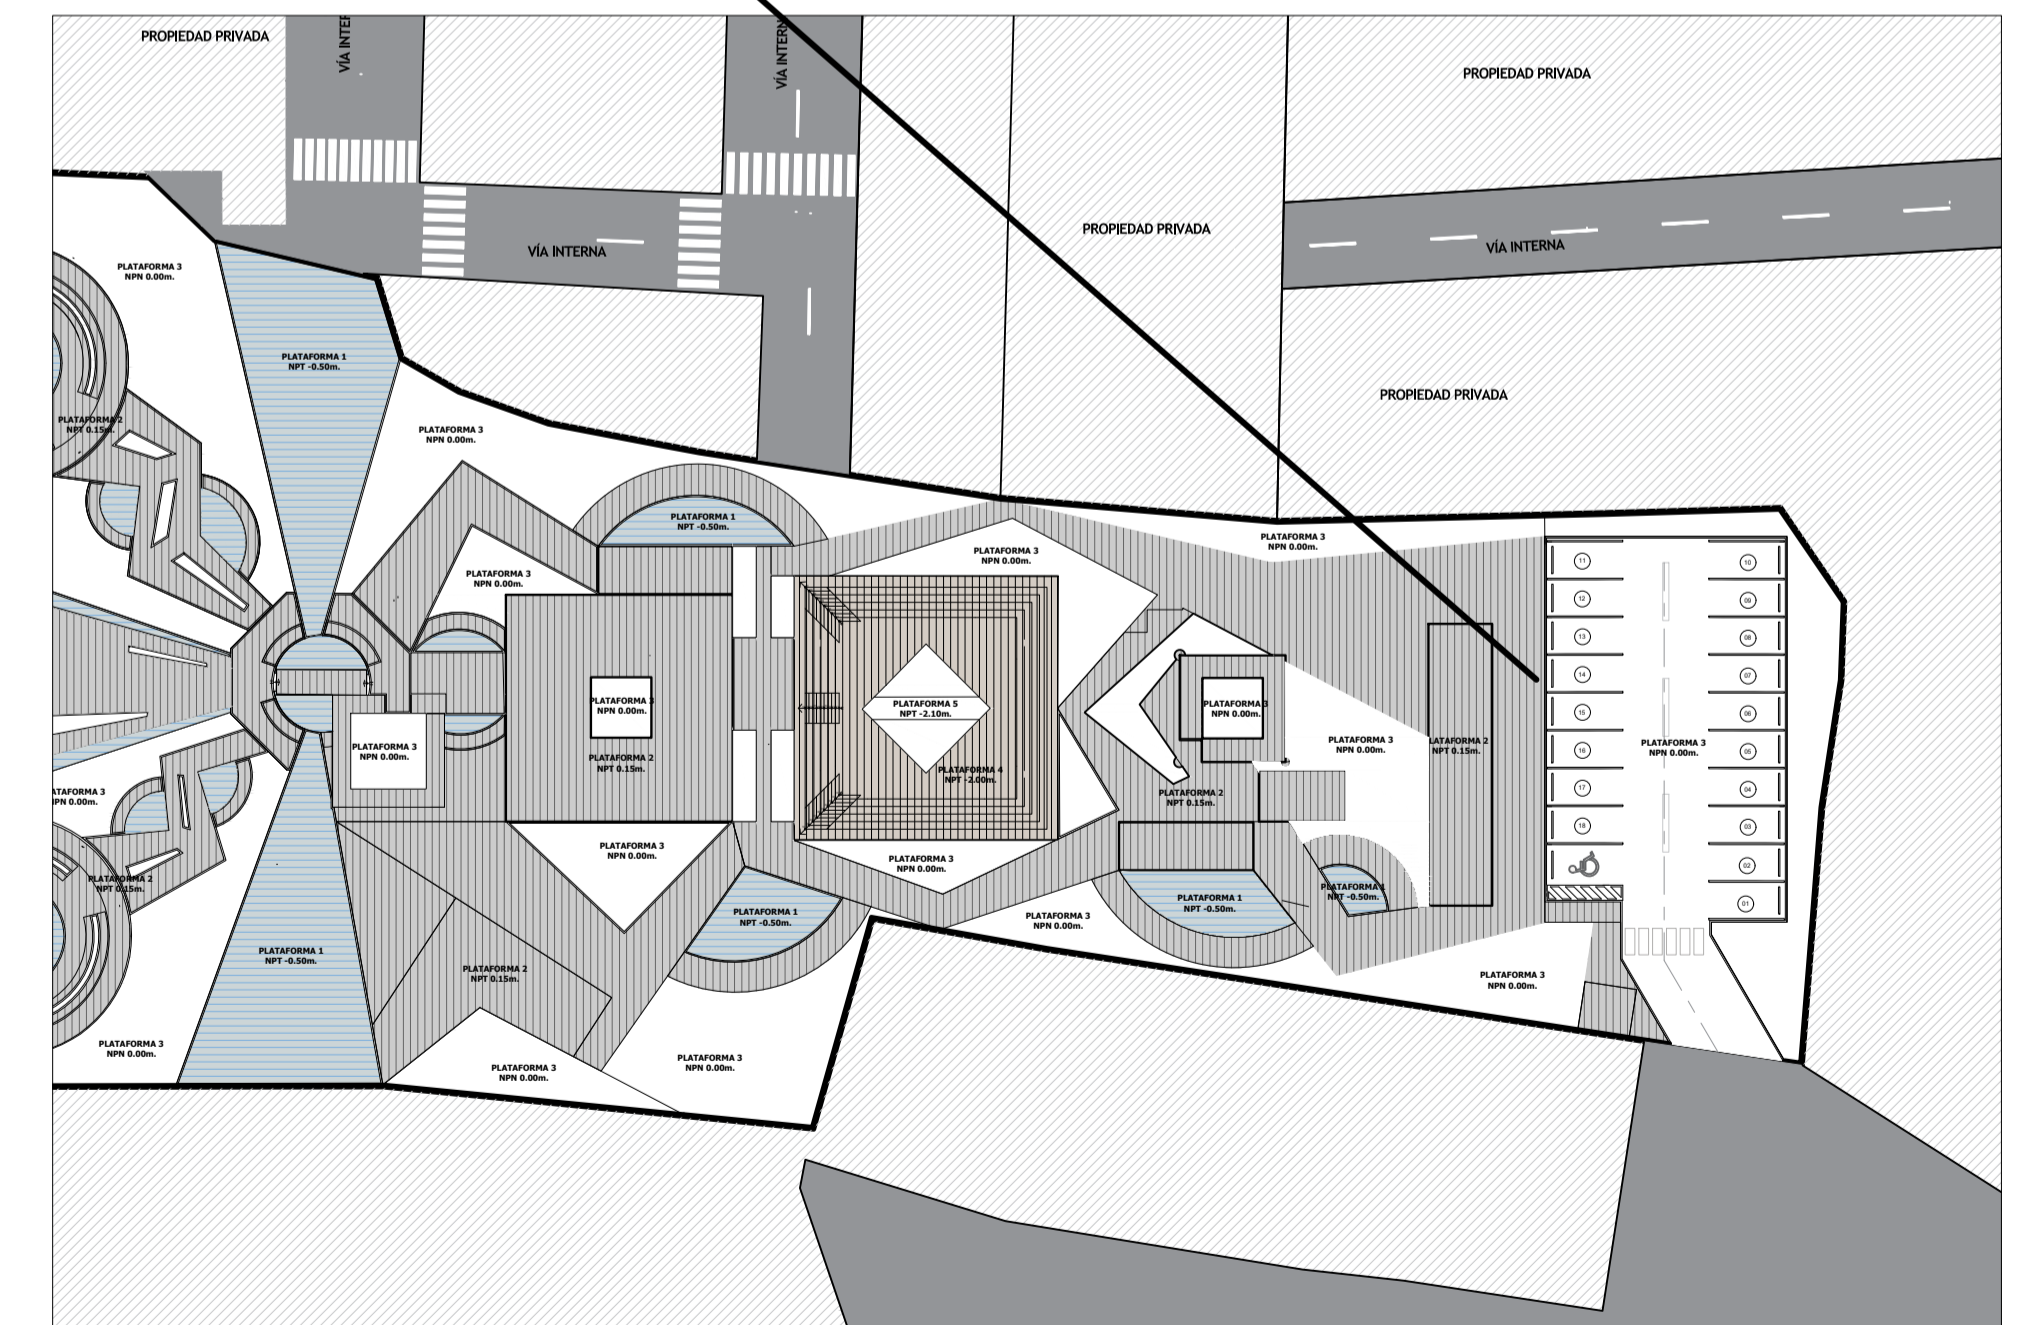 PROPIEDAD PRIVADA
VÍA INTER
VÍA INTERN
PROPIEDAD PRIVADA
PROPIEDAD PRIVADA
VÍA INTERNA
VÍA INTERNA
PLATAFORMA 3
NPN 0.00m.
PLATAFORMA 1
NPT -0.50m.
PROPIEDAD PRIVADA
PLATAFORMA 2
NPT 0.15m.
PLATAFORMA 3
NPN 0.00m.
PLATAFORMA 1
NPT -0.50m.
PLATAFORMA 3
NPN 0.00m.
PLATAFORMA 3
NPN 0.00m.
PLATAFORMA 3
NPN 0.00m.
11
10
12
09
13
08
14
07
15
06
16
05
17
04
18
03
02
01
PLATAFORMA 3
NPN 0.00m.
PLATAFORMA 5
NPT -2.10m.
PLATAFORMA 3
NPN 0.00m.
PLATAFORMA 3
NPN 0.00m.
PLATAFORMA 3
NPN 0.00m.
LATAFORMA 2
NPT 0.15m.
PLATAFORMA 3
NPN 0.00m.
PLATAFORMA 2
NPT 0.15m.
PLATAFORMA 4
NPT -2.00m.
ATAFORMA 3
NPN 0.00m.
PLATAFORMA 2
NPT 0.15m.
PLATAFORMA 3
NPN 0.00m.
PLATAFORMA 3
NPN 0.00m.
PLATAFORMA 2
NPT 0.15m.
PLATAFORMA 1
NPT -0.50m.
PLATAFORMA 1
NPT -0.50m.
PLATAFORMA 1
NPT -0.50m.
PLATAFORMA 3
NPN 0.00m.
PLATAFORMA 1
NPT -0.50m.
PLATAFORMA 2
NPT 0.15m.
PLATAFORMA 3
NPN 0.00m.
PLATAFORMA 3
NPN 0.00m.
PLATAFORMA 3
NPN 0.00m.
PLATAFORMA 3
NPN 0.00m.